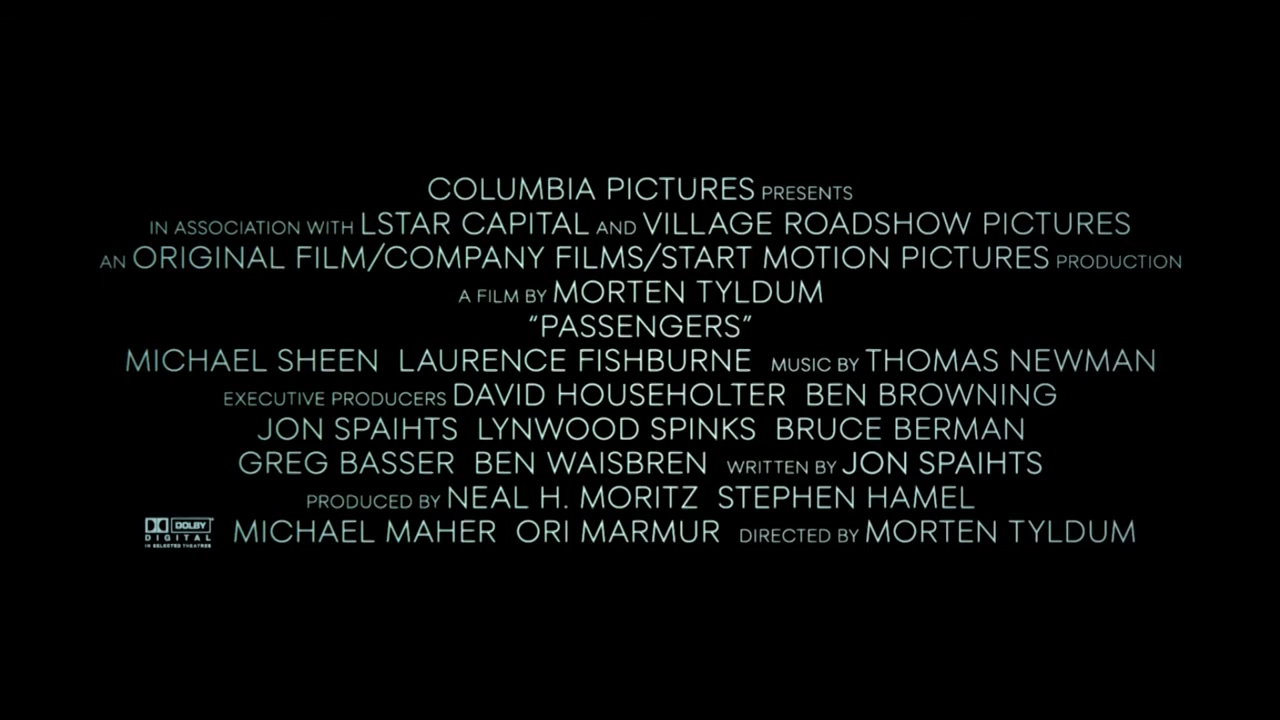 COLUMBIA PICTURES PRESENTS
IN ASSOCIATION WITH LSTAR CAPITAL AND VILLAGE ROADSHOW PICTURES
AN ORIGINAL FILM/COMPANY FILMS/START MOTION PICTURES PRODUCTION
A FILM BY MORTEN TYLDUM
“PASSENGERS”
MICHAEL SHEEN LAURENCE FISHBURNE MUSIC BY THOMAS NEWMAN
EXECUTIVE PRODUCERS DAVID HOUSEHOLTER BEN BROWNING
JON SPAIHTS LYNWOOD SPINKS BRUCE BERMAN
GREG BASSER BEN WAISBREN WRITTEN BY JON SPAIHTS
PRODUCED BY NEAL H. MORITZ STEPHEN HAMEL
MICHAEL MAHER ORI MARMUR DIRECTED BY MORTEN TYLDUM
DOLBY
DIGITAL
IN SELECTED THEATRES